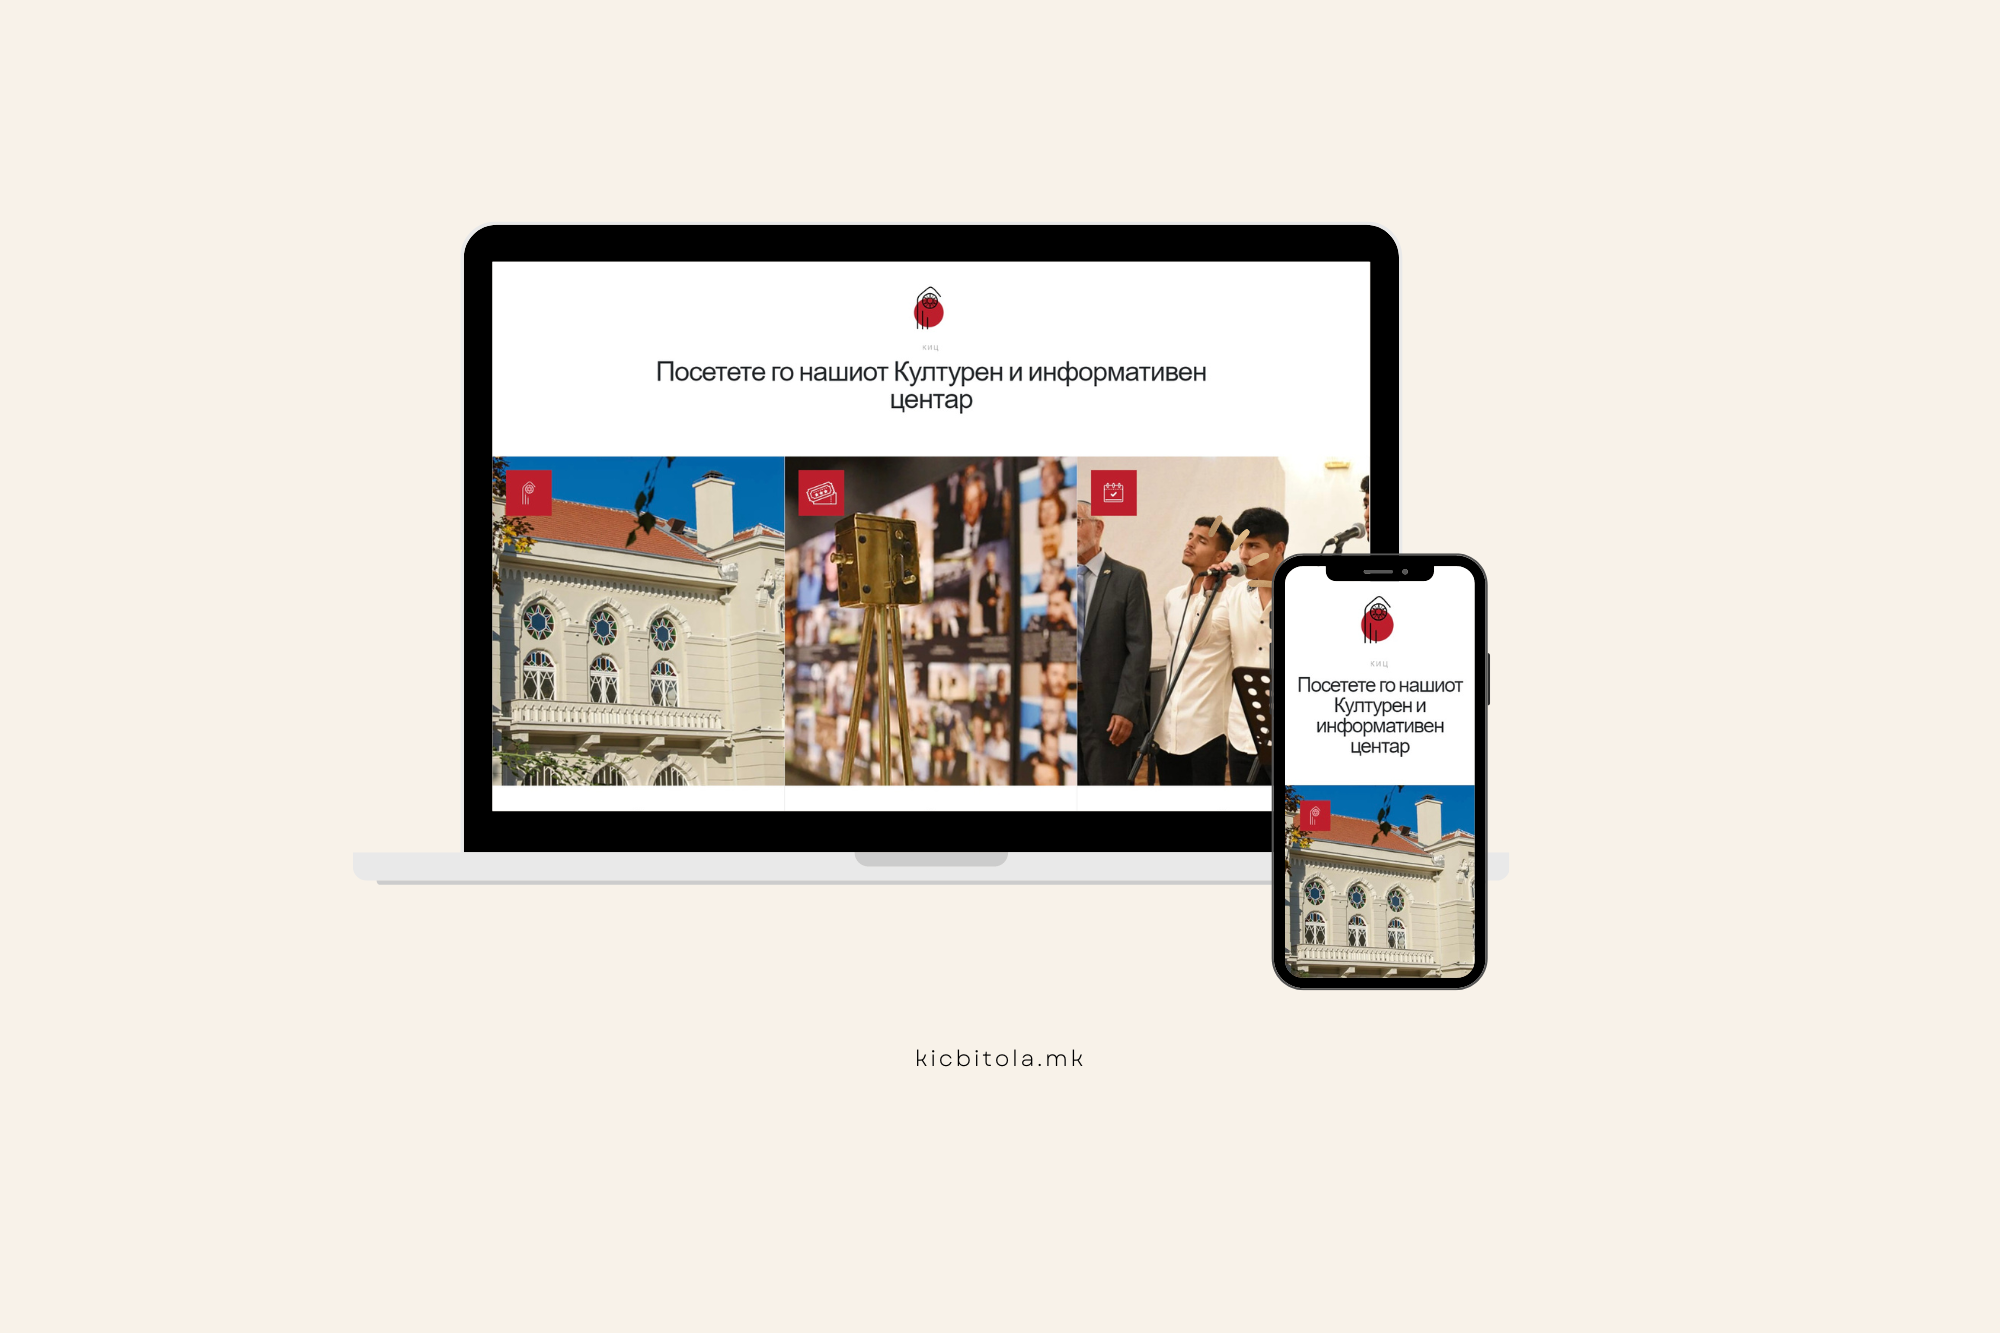 киц
Посетете го нашиот Културен и информативен
центар
киц
Посетете го нашиот
Културен и
информативен
центар
kicbitola.mk